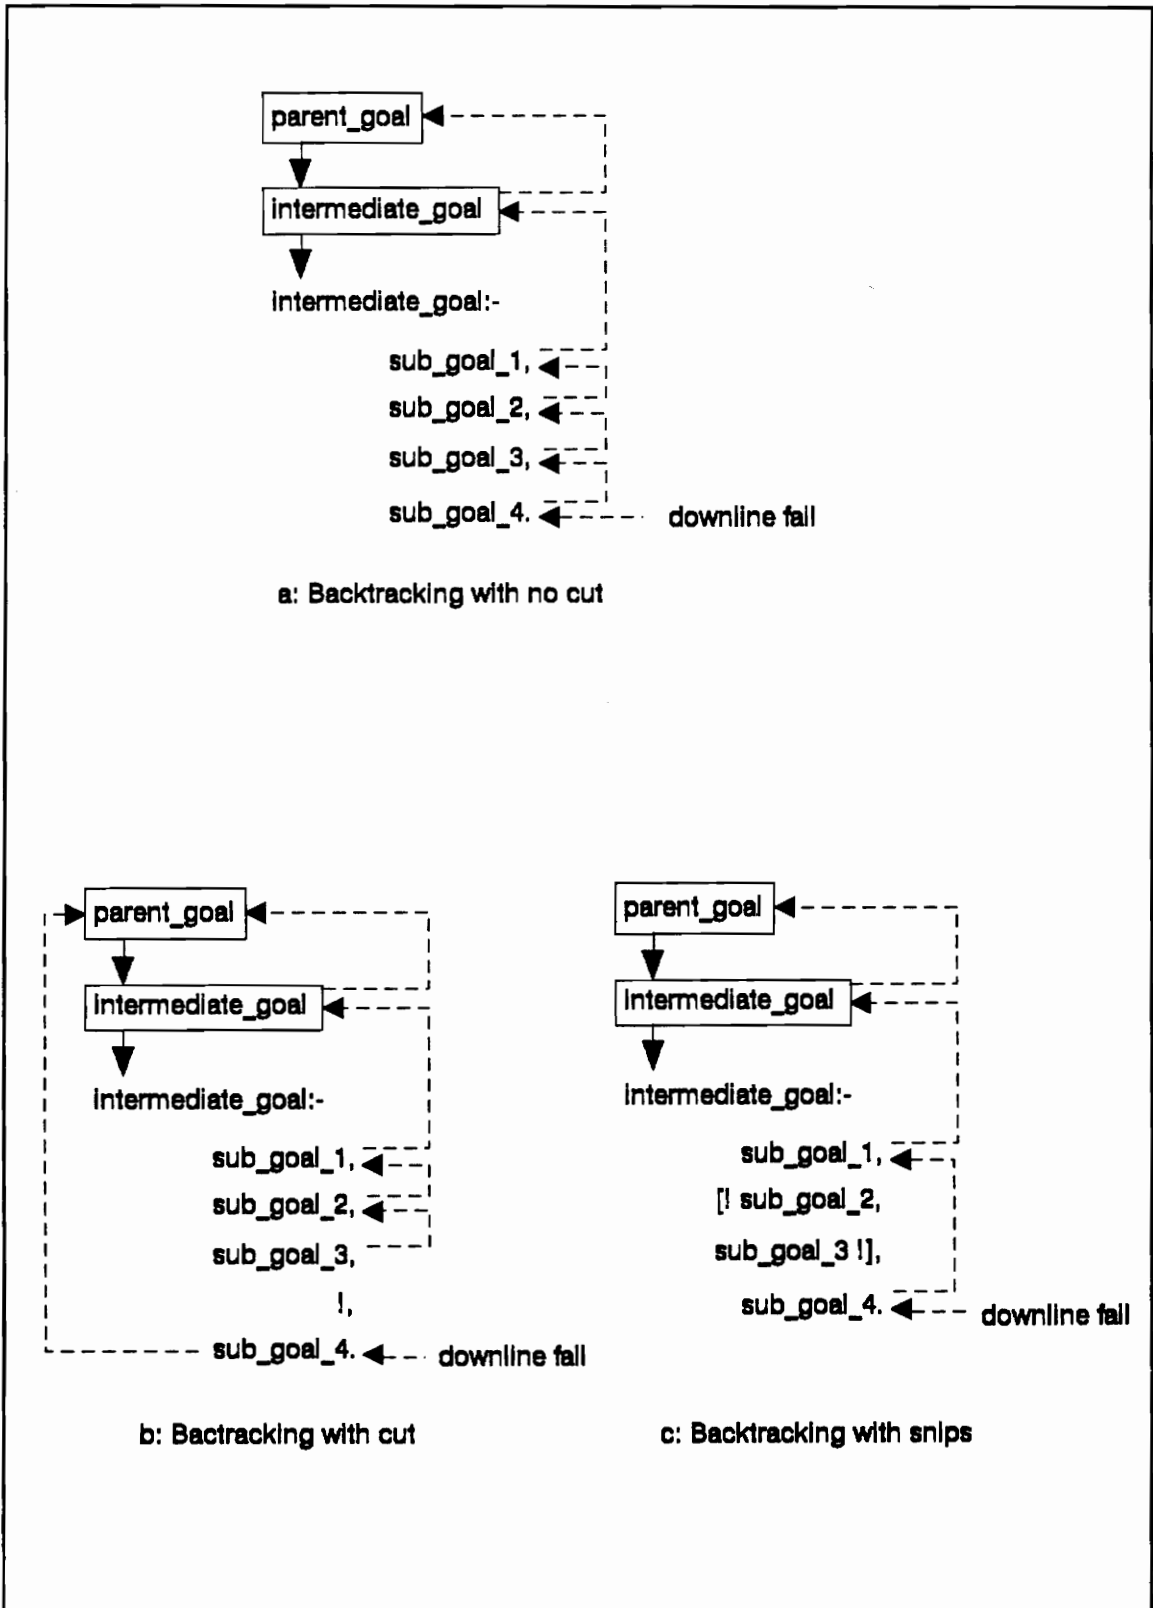 parent_goal
intermediate_goal
intermediate_goal:-
sub_goal_1,
sub_goal_2,
sub_goal_3,
sub_goal_4.
downline fail
a: Backtracking with no cut
parent_goal
intermediate_goal
intermediate_goal:-
sub_goal_1,
sub_goal_2,
sub_goal_3,
!,
sub_goal_4.
downline fail
b: Bactracking with cut
parent_goal
intermediate_goal
intermediate_goal:-
sub_goal_1,
[! sub_goal_2,
sub_goal_3 !],
sub_goal_4.
downline fail
c: Backtracking with snips